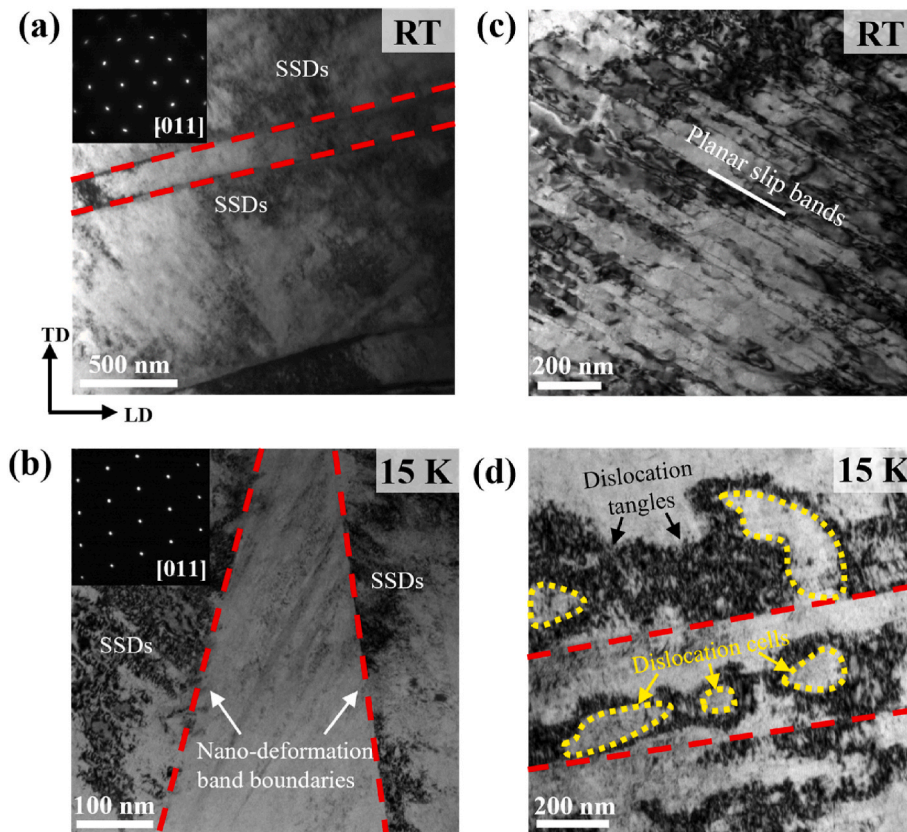 (a)
RT
SSDs
[011]
SSDs
TD
500 nm
LD
(c)
RT
Planar slip bands
200 nm
(b)
15 K
[011]
SSDs
SSDs
Nano-deformation
band boundaries
100 nm
(d)
15 K
Dislocation
tangles
Dislocation cells
200 nm